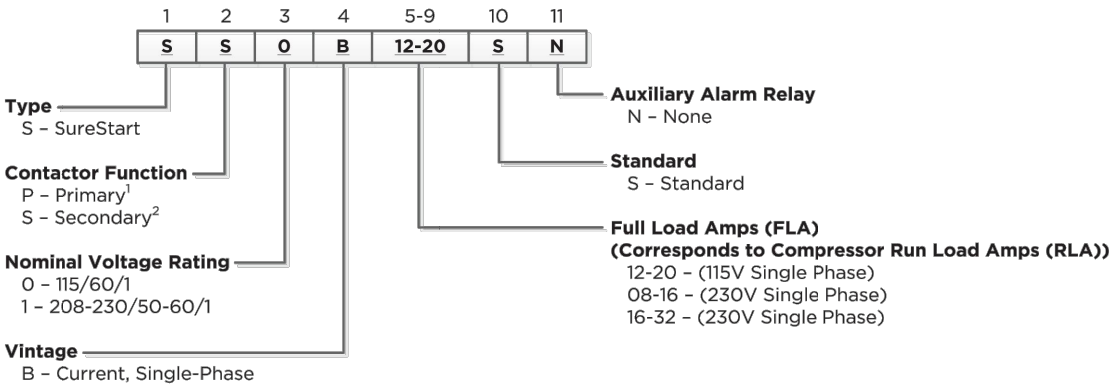 1 2 3 4 5-9 10 11
S S 0 B 12-20 S N
Type
S – SureStart
Contactor Function
P – Primary1
S – Secondary2
Nominal Voltage Rating
0 – 115/60/1
1 – 208-230/50-60/1
Vintage
B – Current, Single-Phase
Auxiliary Alarm Relay
N – None
Standard
S – Standard
Full Load Amps (FLA)
(Corresponds to Compressor Run Load Amps (RLA))
12-20 – (115V Single Phase)
08-16 – (230V Single Phase)
16-32 – (230V Single Phase)